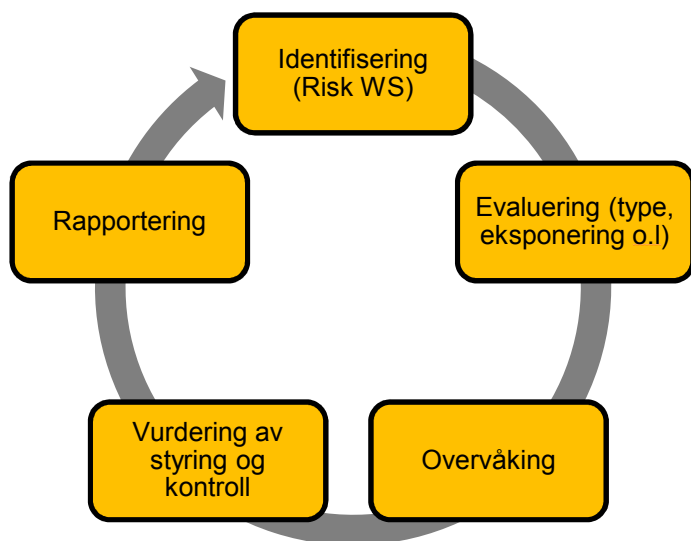 Identifisering
(Risk WS)
Evaluering (type,
eksponering o.l)
Overvåking
Vurdering av
styring og
kontroll
Rapportering